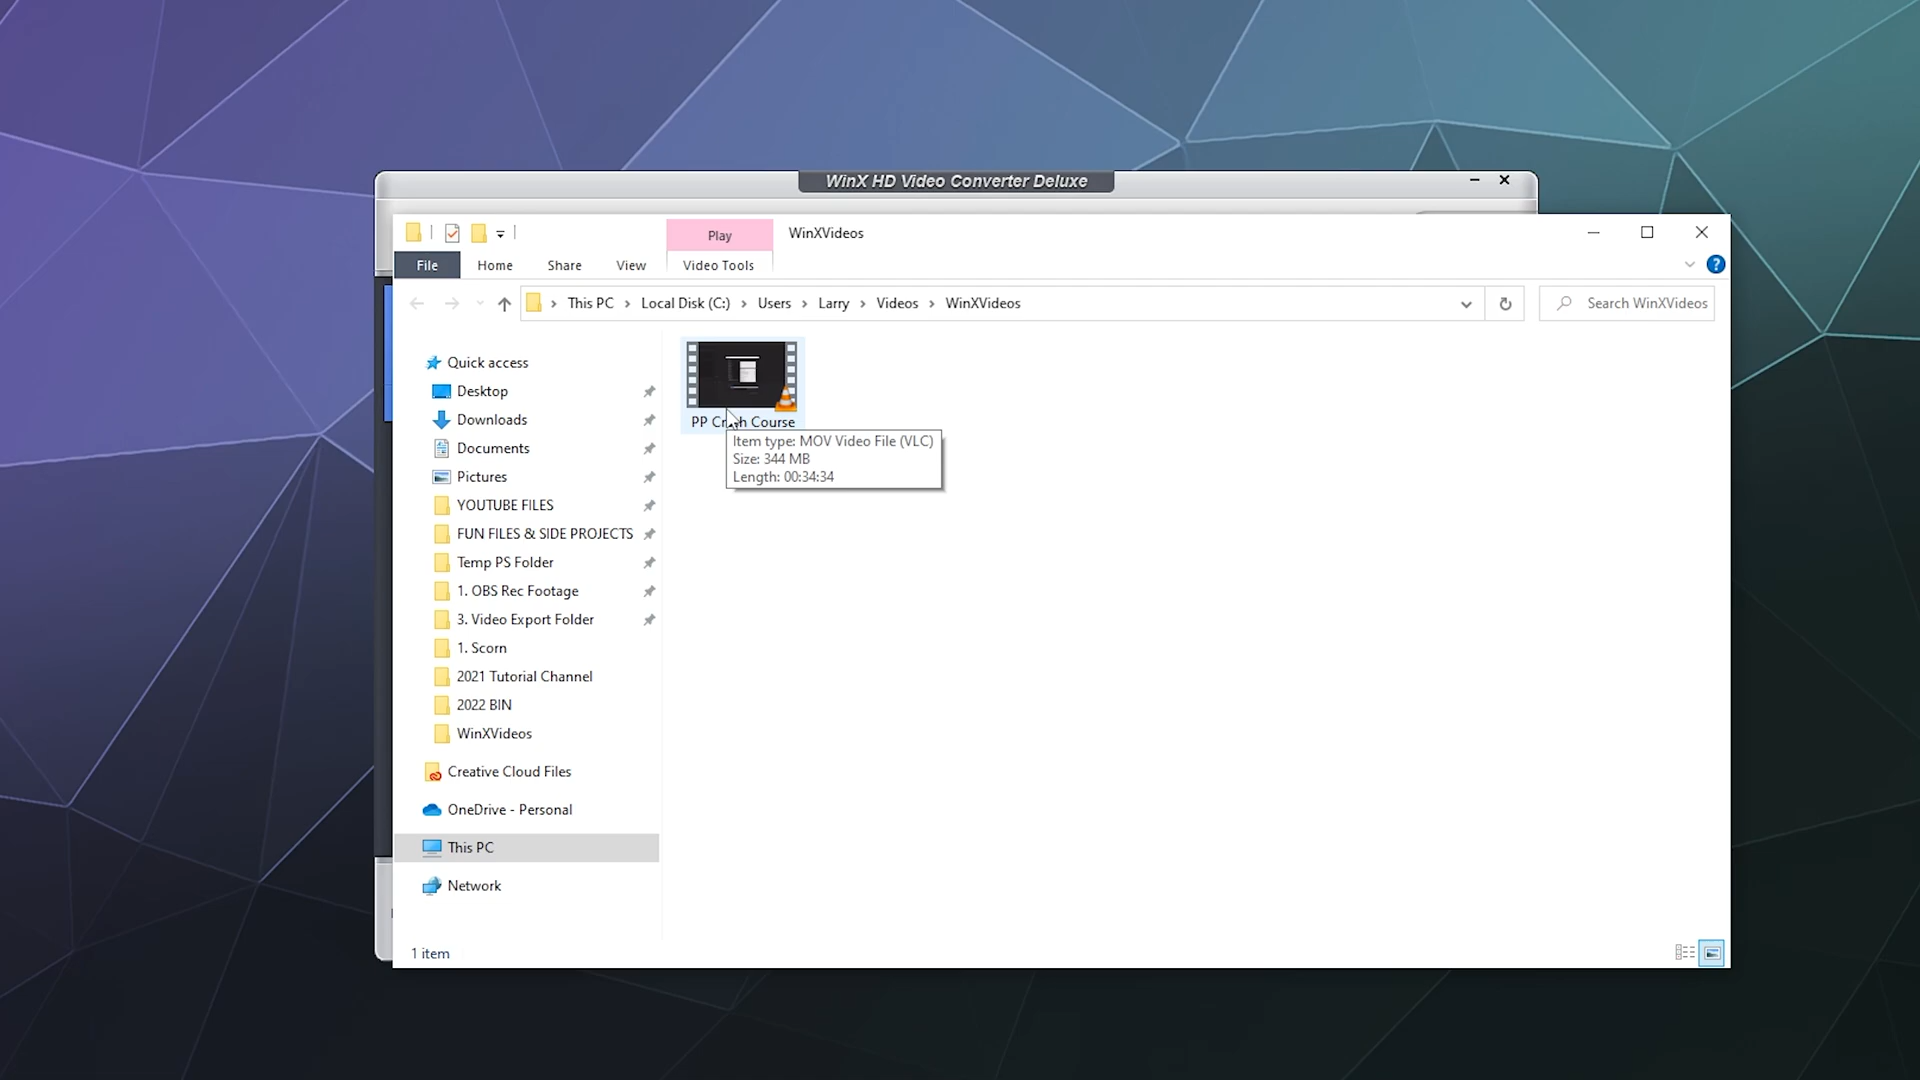 WinX HD Video Converter Deluxe
Play
WinXVideos
File
Home
Share
View
Video Tools
This PC
Local Disk (C:)
Users
Larry
Videos
WinXVideos
Search WinXVideos
Quick access
Desktop
Downloads
Documents
Pictures
YOUTUBE FILES
FUN FILES & SIDE PROJECTS
Temp PS Folder
1. OBS Rec Footage
3. Video Export Folder
1. Scorn
2021 Tutorial Channel
2022 BIN
WinXVideos
Creative Cloud Files
OneDrive - Personal
This PC
Network
PP Crash Course
Item type: MOV Video File (VLC)
Size: 344 MB
Length: 00:34:34
1 item